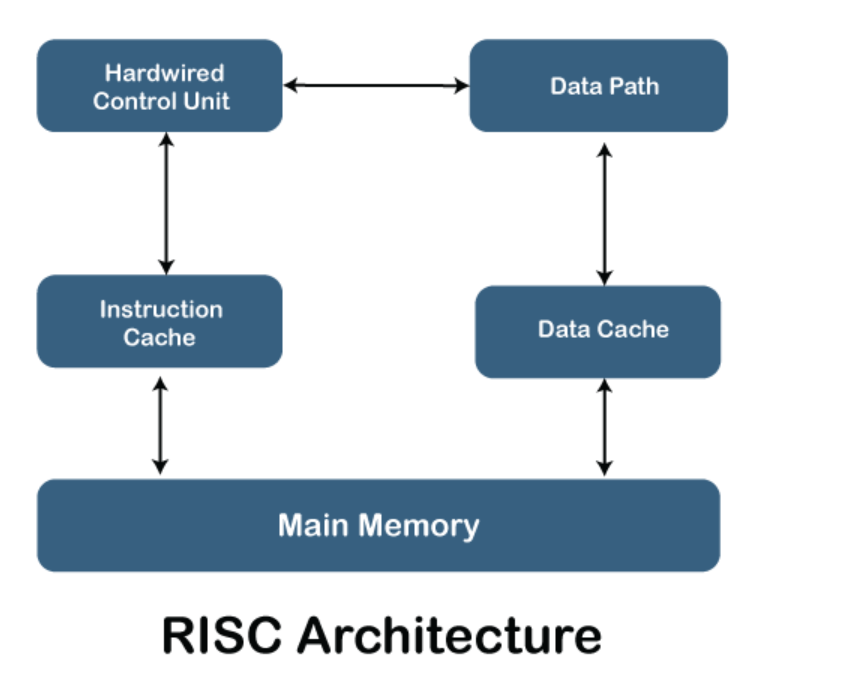 Hardwired
Control Unit
Data Path
Instruction
Cache
Data Cache
Main Memory
RISC Architecture